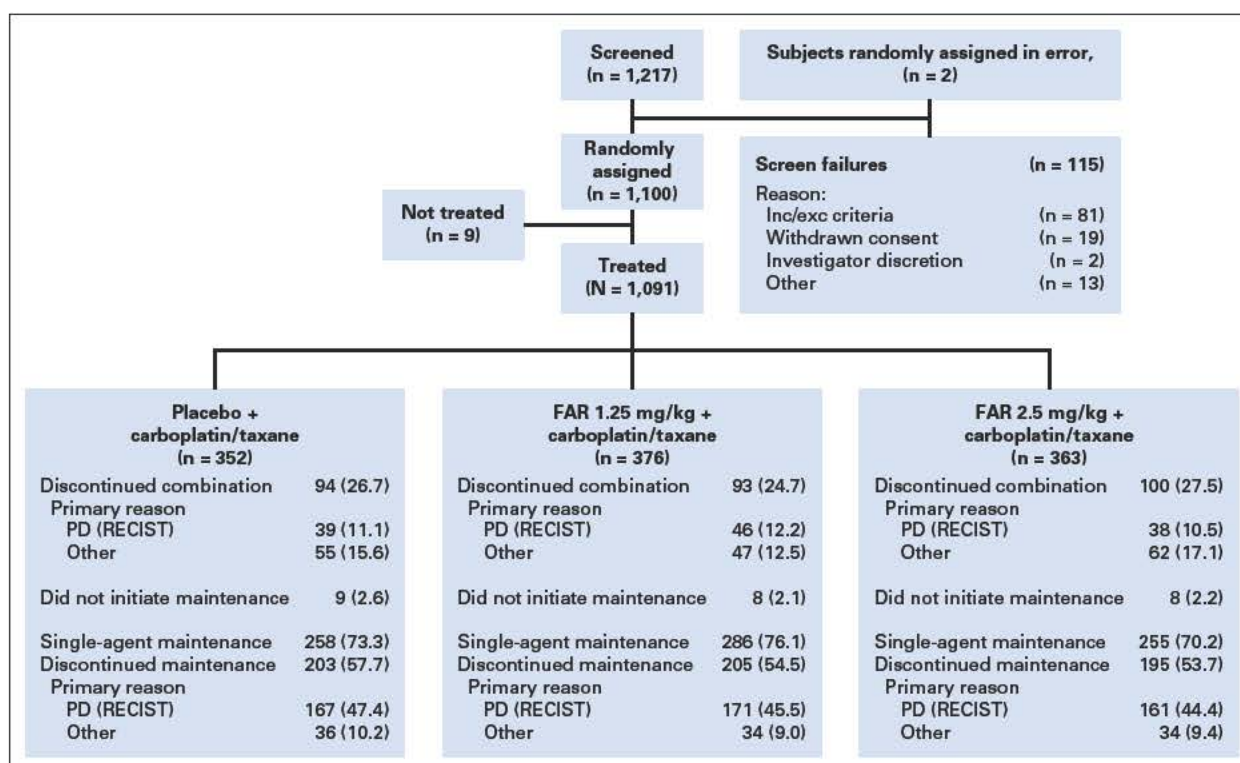 Screened
(n = 1,217)
Subjects randomly assigned in error,
(n = 2)
Randomly
assigned
(n = 1,100)
Screen failures (n = 115)
Reason:
Inc/exc criteria (n = 81)
Withdrawn consent (n = 19)
Investigator discretion (n = 2)
Other (n = 13)
Not treated
(n = 9)
Treated
(N = 1,091)
Placebo +
carboplatin/taxane
(n = 352)
Discontinued combination 94 (26.7)
Primary reason
PD (RECIST) 39 (11.1)
Other 55 (15.6)
Did not initiate maintenance 9 (2.6)
Single-agent maintenance 258 (73.3)
Discontinued maintenance 203 (57.7)
Primary reason
PD (RECIST) 167 (47.4)
Other 36 (10.2)
FAR 1.25 mg/kg +
carboplatin/taxane
(n = 376)
Discontinued combination 93 (24.7)
Primary reason
PD (RECIST) 46 (12.2)
Other 47 (12.5)
Did not initiate maintenance 8 (2.1)
Single-agent maintenance 286 (76.1)
Discontinued maintenance 205 (54.5)
Primary reason
PD (RECIST) 171 (45.5)
Other 34 (9.0)
FAR 2.5 mg/kg +
carboplatin/taxane
(n = 363)
Discontinued combination 100 (27.5)
Primary reason
PD (RECIST) 38 (10.5)
Other 62 (17.1)
Did not initiate maintenance 8 (2.2)
Single-agent maintenance 255 (70.2)
Discontinued maintenance 195 (53.7)
Primary reason
PD (RECIST) 161 (44.4)
Other 34 (9.4)